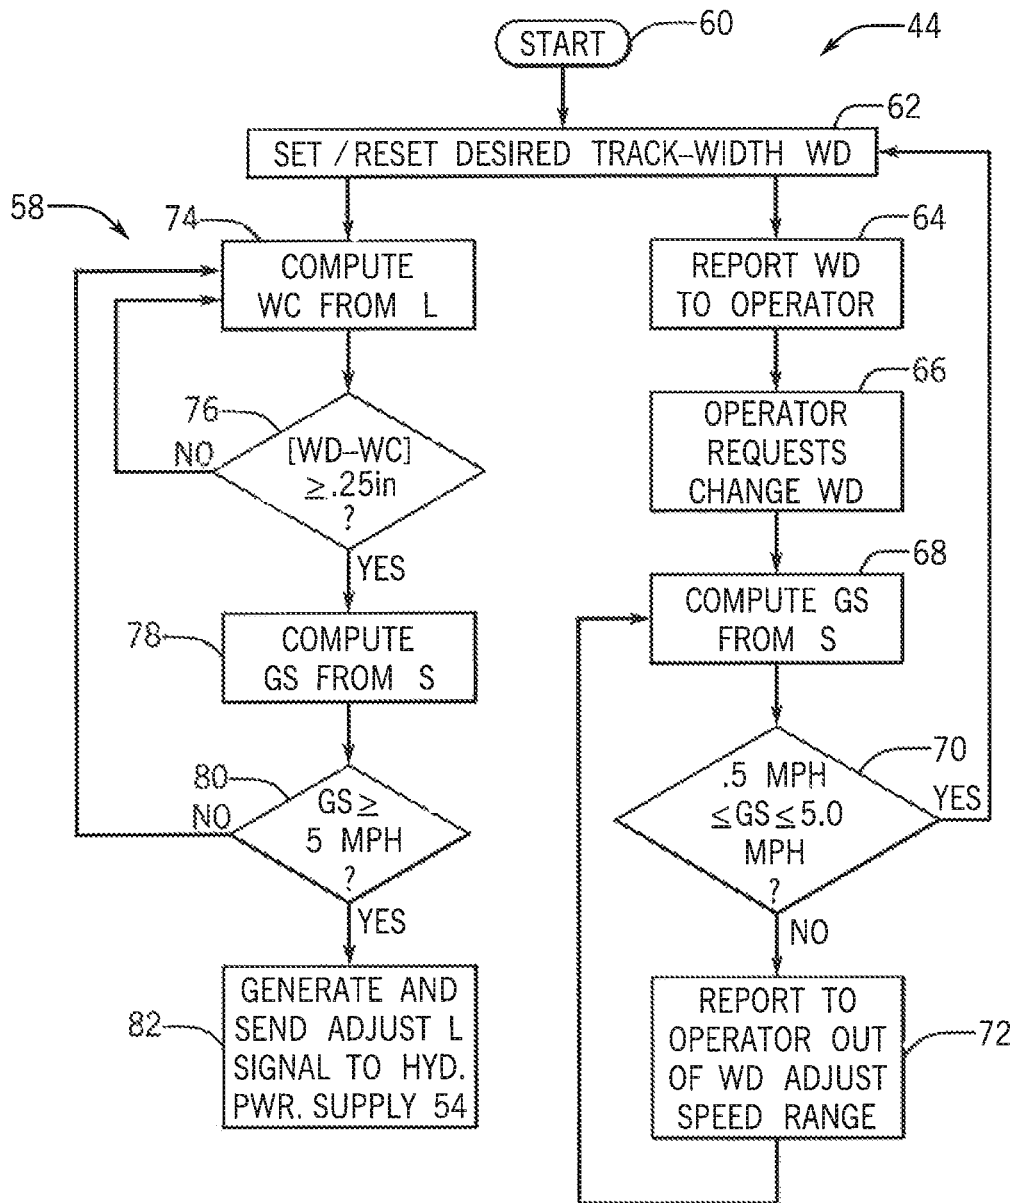 START
60
44
62
SET / RESET DESIRED TRACK-WIDTH WD
58
74
COMPUTE
WC FROM L
76
NO
[WD-WC]
≥ .25in
?
YES
78
COMPUTE
GS FROM S
80
NO
GS ≥
5 MPH
?
YES
82
GENERATE AND
SEND ADJUST L
SIGNAL TO HYD.
PWR. SUPPLY 54
64
REPORT WD
TO OPERATOR
66
OPERATOR
REQUESTS
CHANGE WD
68
COMPUTE GS
FROM S
70
.5 MPH
≤GS≤5.0
MPH
?
YES
NO
REPORT TO
OPERATOR OUT
OF WD ADJUST
SPEED RANGE
72